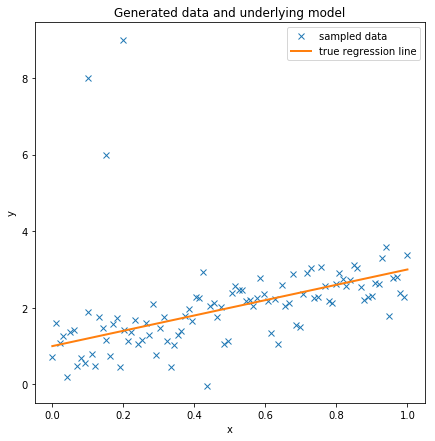 Generated data and underlying model
sampled data
true regression line
8
6
4
2
0
y
0.0 0.2 0.4 0.6 0.8 1.0
x